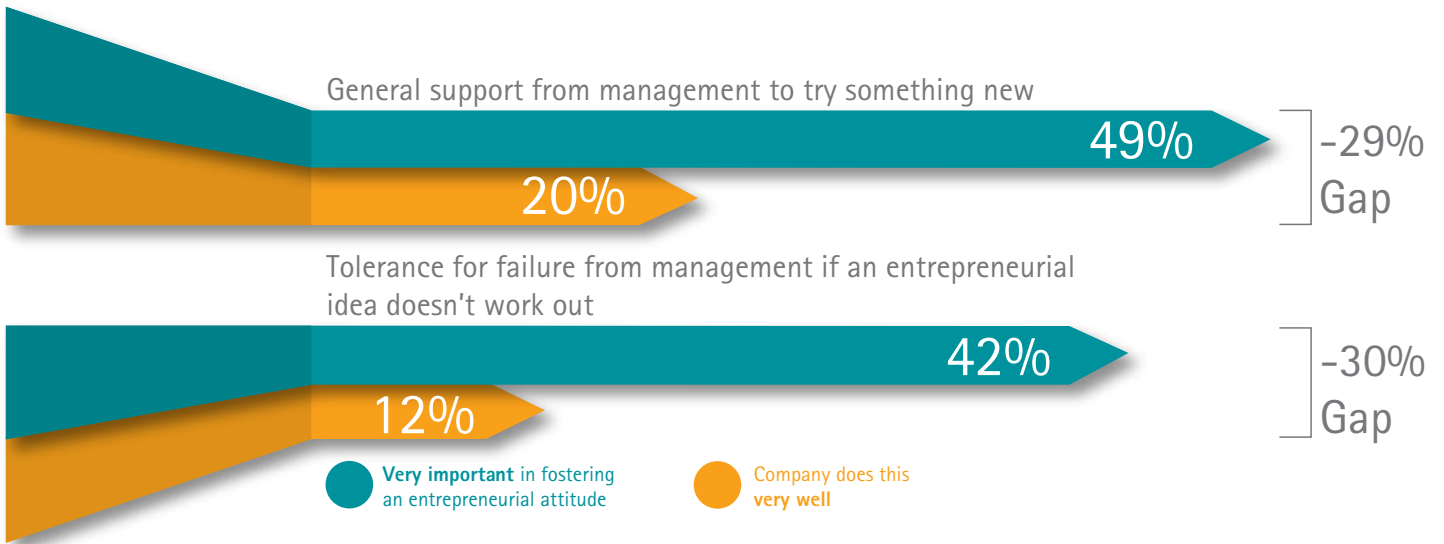 General support from management to try something new
49%
20%
-29%
Gap
Tolerance for failure from management if an entrepreneurial
idea doesn't work out
42%
12%
-30%
Gap
Very important in fostering
an entrepreneurial attitude
Company does this
very well